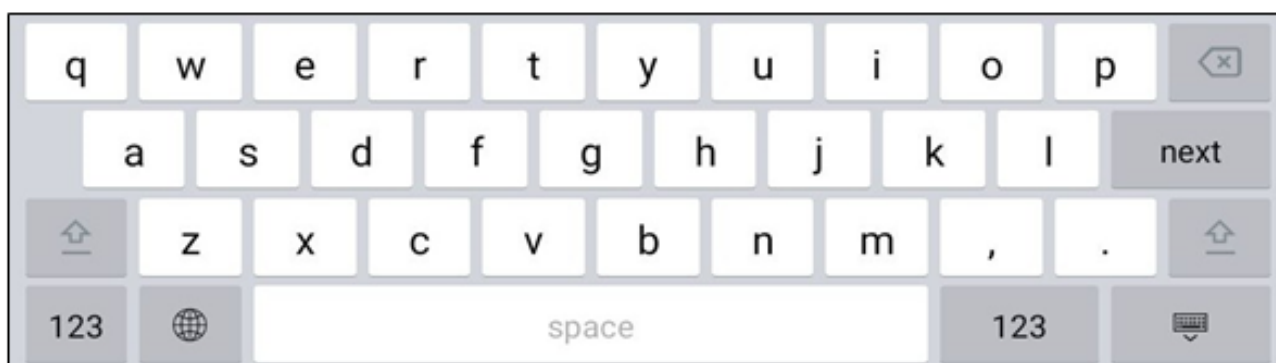 q w e r t y u i o p
a s d f g h j k l next
z x c v b n m , .
123 space 123